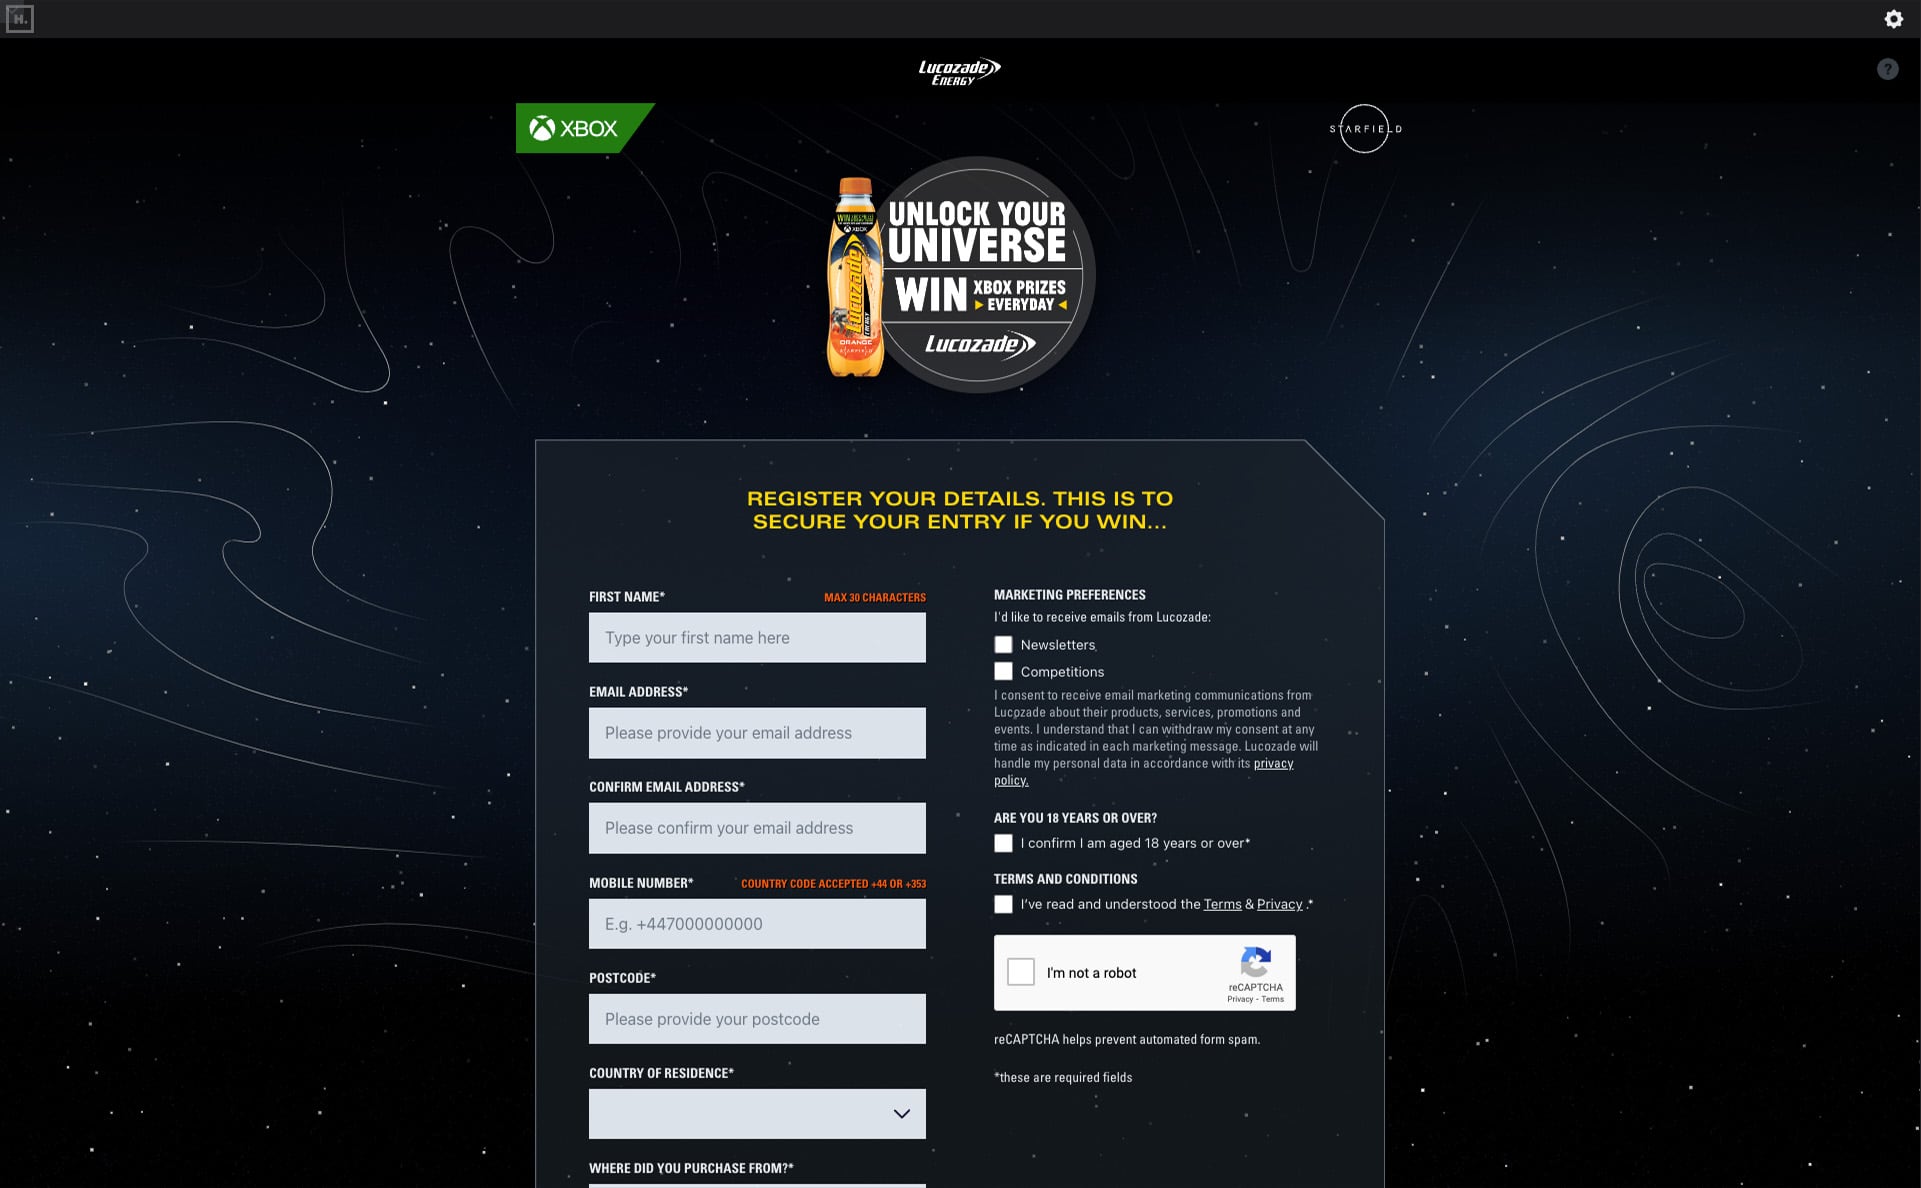 H.
Lucozade
ENERGY
?
XBOX
STARFIELD
UNLOCK YOUR
UNIVERSE
WIN XBOX PRIZES
EVERYDAY
Lucozade
WIN
XBOX
Lucozade
ENERGY
ORANGE
STARFIELD
REGISTER YOUR DETAILS. THIS IS TO
SECURE YOUR ENTRY IF YOU WIN...
FIRST NAME* MAX 30 CHARACTERS
Type your first name here
EMAIL ADDRESS*
Please provide your email address
CONFIRM EMAIL ADDRESS*
Please confirm your email address
MOBILE NUMBER* COUNTRY CODE ACCEPTED +44 OR +353
E.g. +447000000000
POSTCODE*
Please provide your postcode
COUNTRY OF RESIDENCE*
WHERE DID YOU PURCHASE FROM?*
MARKETING PREFERENCES
I'd like to receive emails from Lucozade:
Newsletters
Competitions
I consent to receive email marketing communications from
Lucozade about their products, services, promotions and
events. I understand that I can withdraw my consent at any
time as indicated in each marketing message. Lucozade will
handle my personal data in accordance with its privacy
policy.
ARE YOU 18 YEARS OR OVER?
I confirm I am aged 18 years or over*
TERMS AND CONDITIONS
I've read and understood the Terms & Privacy .*
I'm not a robot
reCAPTCHA
Privacy - Terms
reCAPTCHA helps prevent automated form spam.
*these are required fields